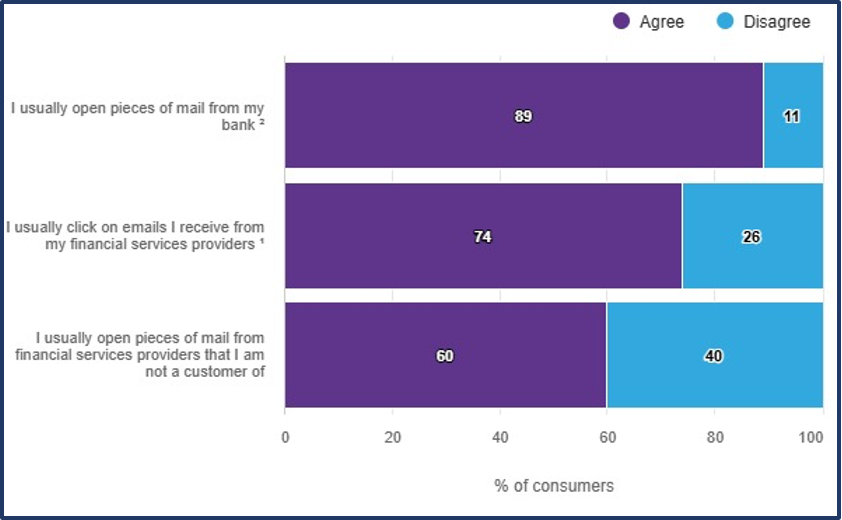 Agree Disagree
I usually open pieces of mail from my
bank ²
89 11
I usually click on emails I receive from
my financial services providers ¹
74 26
I usually open pieces of mail from
financial services providers that I am
not a customer of
60 40
0 20 40 60 80 100
% of consumers